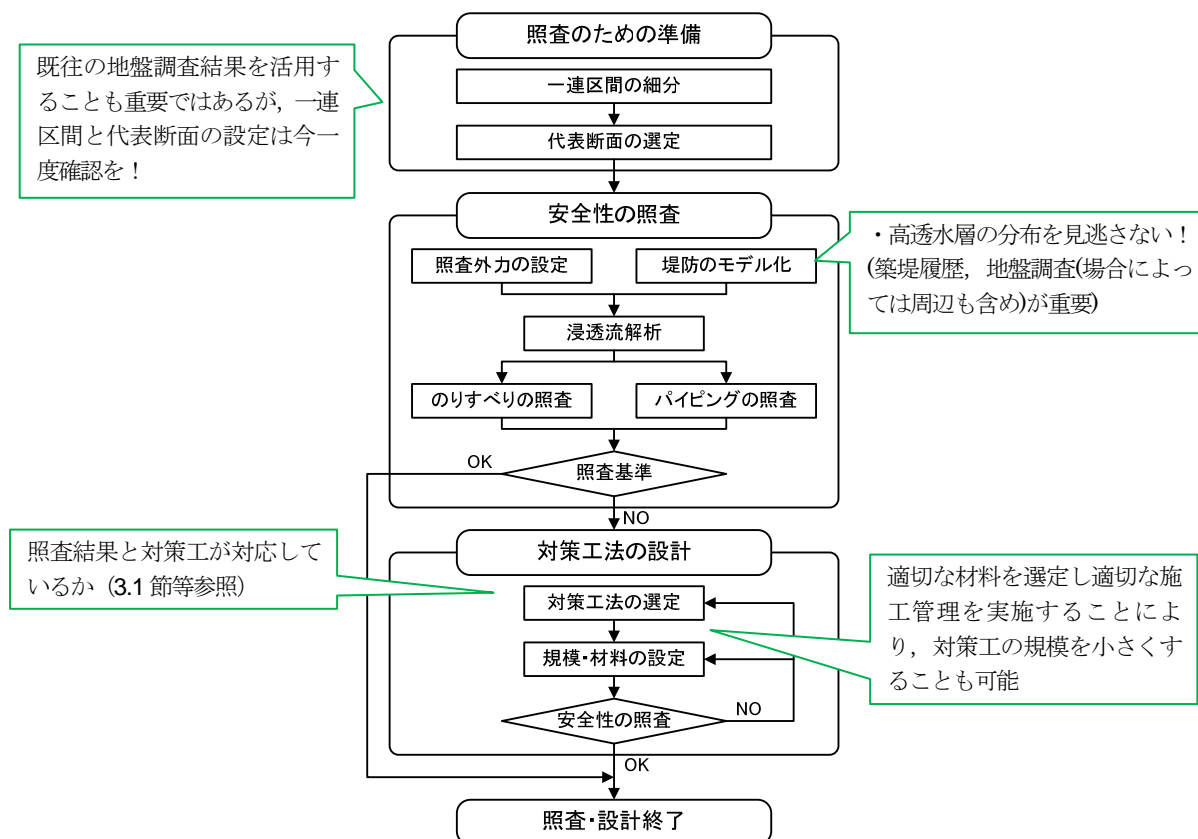 照査のための準備
既往の地盤調査結果を活用す
ることも重要ではあるが，一連
区間と代表断面の設定は今一
度確認を！
一連区間の細分
代表断面の選定
安全性の照査
・高透水層の分布を見逃さない！
(築堤履歴，地盤調査(場合によっ
ては周辺も含め)が重要)
照査外力の設定
堤防のモデル化
浸透流解析
のりすべりの照査
パイピングの照査
OK
照査基準
NO
対策工法の設計
照査結果と対策工が対応して
いるか（3.1 節等参照）
適切な材料を選定し適切な施
工管理を実施することによ
り，対策工の規模を小さくす
ることも可能
対策工法の選定
規模・材料の設定
安全性の照査
NO
OK
照査・設計終了